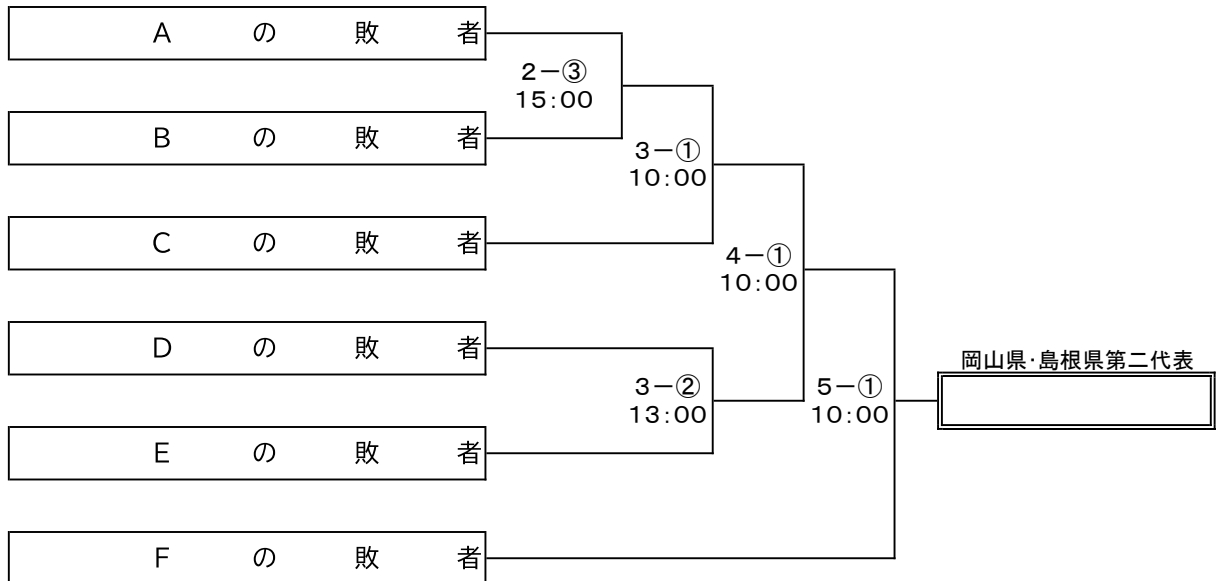 A の 敗 者
2－③
15:00
B の 敗 者
3－①
10:00
C の 敗 者
4－①
10:00
D の 敗 者
岡山県・島根県第二代表
3－②
13:00
5－①
10:00
E の 敗 者
F の 敗 者